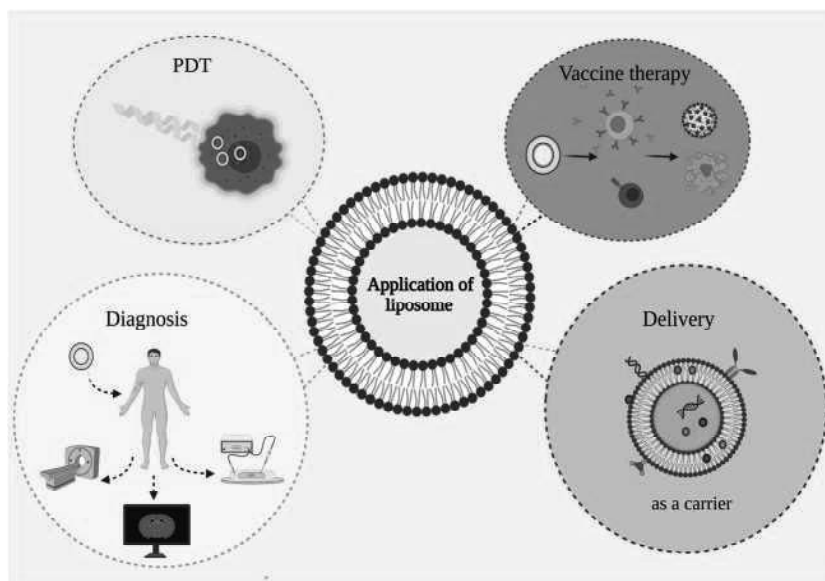 PDT
Vaccine therapy
Application of
liposome
Diagnosis
Delivery
as a carrier